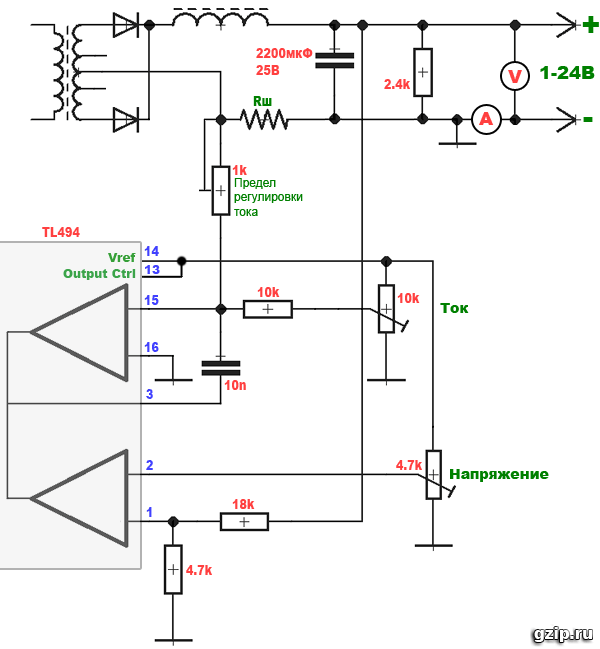 +
2200мкФ
25В
2.4k
V
1-24В
Rш
A
-
1k
Предел
регулировки
тока
TL494
Vref
14
Output Ctrl
13
15
10k
10k
Ток
16
10n
3
2
4.7k
Напряжение
1
18k
4.7k
gzip.ru